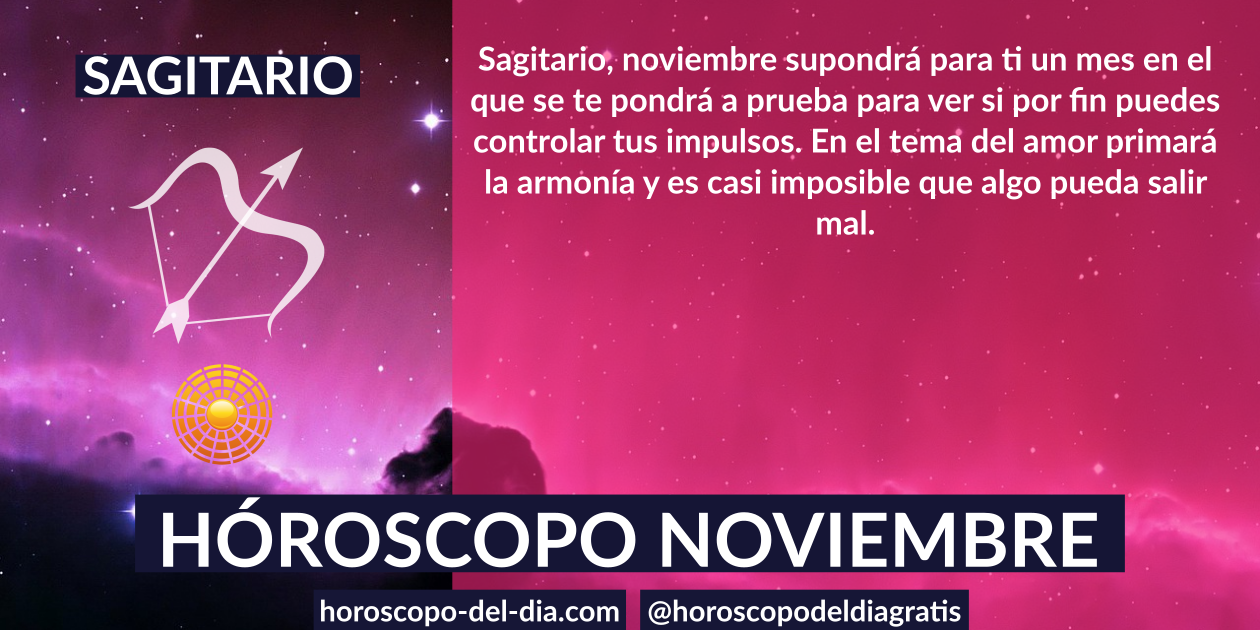 SAGITARIO
Sagitario, noviembre supondrá para ti un mes en el
que se te pondrá a prueba para ver si por fin puedes
controlar tus impulsos. En el tema del amor primará
la armonía y es casi imposible que algo pueda salir
mal.
HÓROSCOPO NOVIEMBRE
horoscopo-del-dia.com
@horoscopodeldiagratis